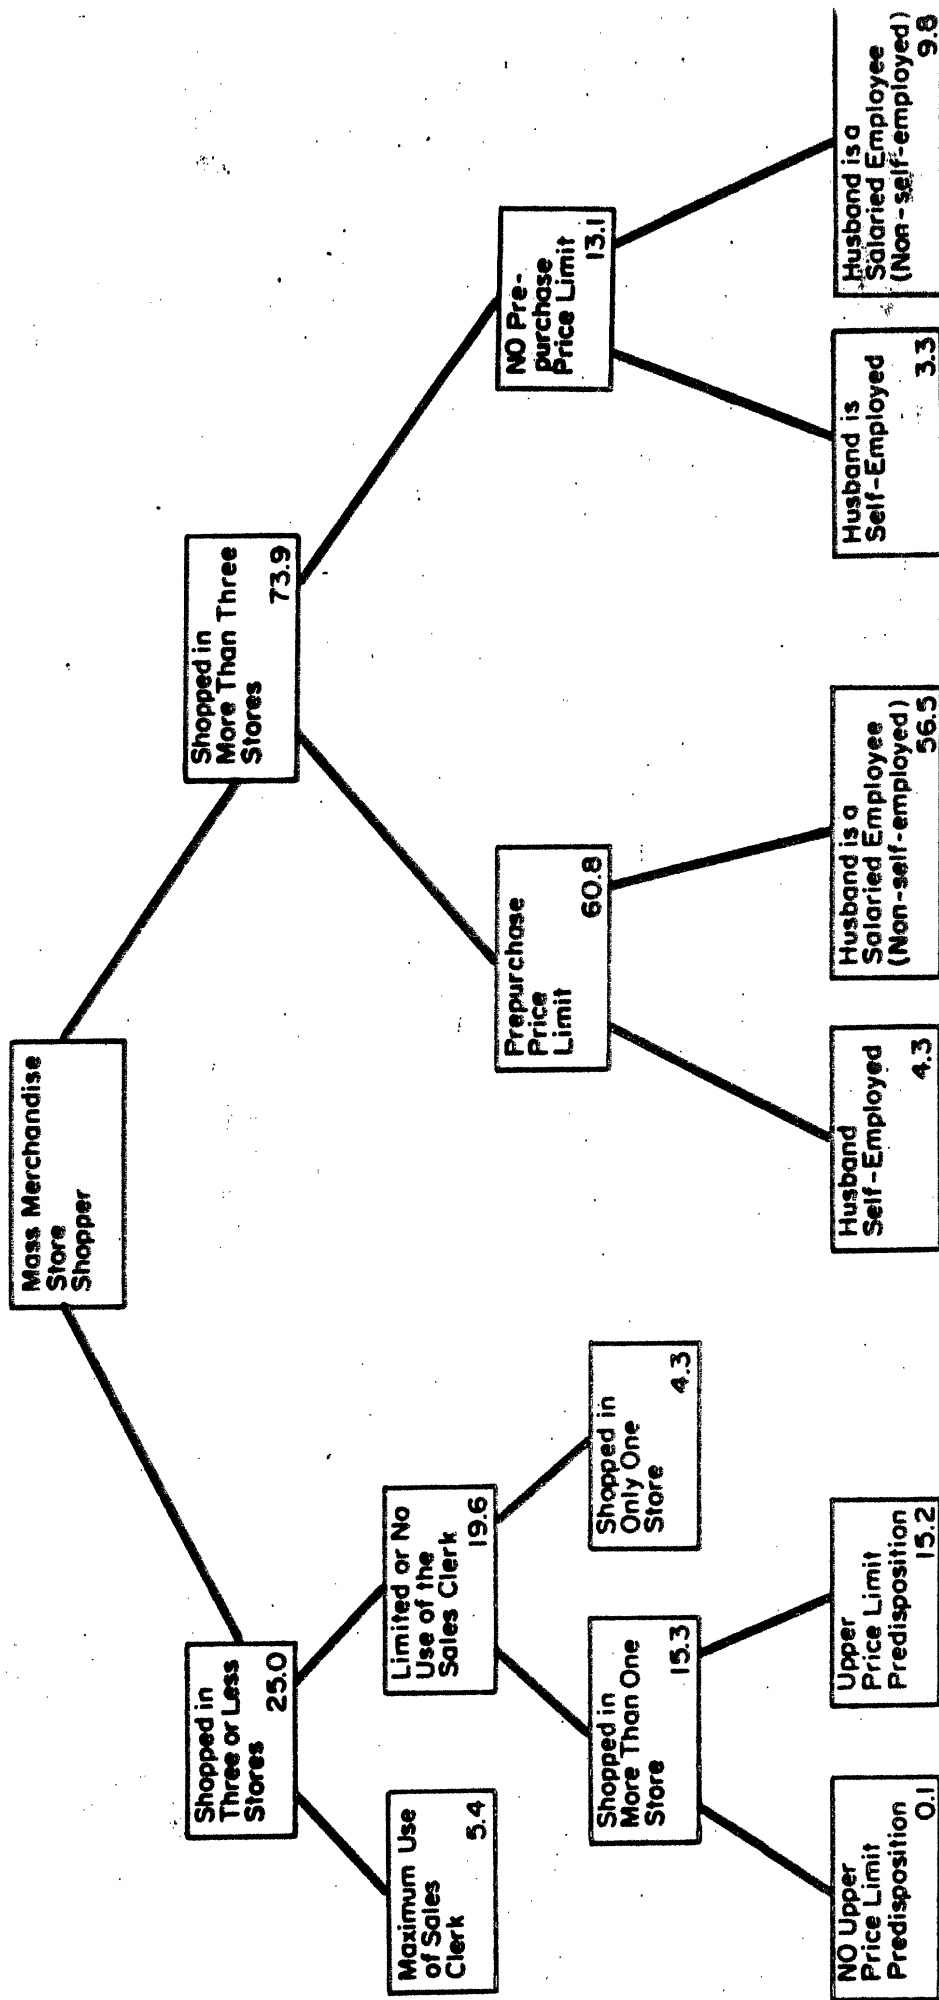 Mass Merchandise
Store
Shopper
Shopped in
Three or Less
Stores
25.0
Shopped in
More Than Three
Stores
73.9
Maximum Use
of Sales
Clerk
5.4
Limited or No
Use of the
Sales Clerk
19.6
Prepurchase
Price
Limit
60.8
NO Pre-
purchase
Price Limit
13.1
Shopped in
More Than One
Store
15.3
Shopped in
Only One
Store
4.3
NO Upper
Price Limit
Predisposition
0.1
Upper
Price Limit
Predisposition
15.2
Husband
Self-Employed
4.3
Husband is a
Salaried Employee
(Non-self-employed)
56.5
Husband is
Self-Employed
3.3
Husband is a
Salaried Employee
(Non-self-employed)
9.8